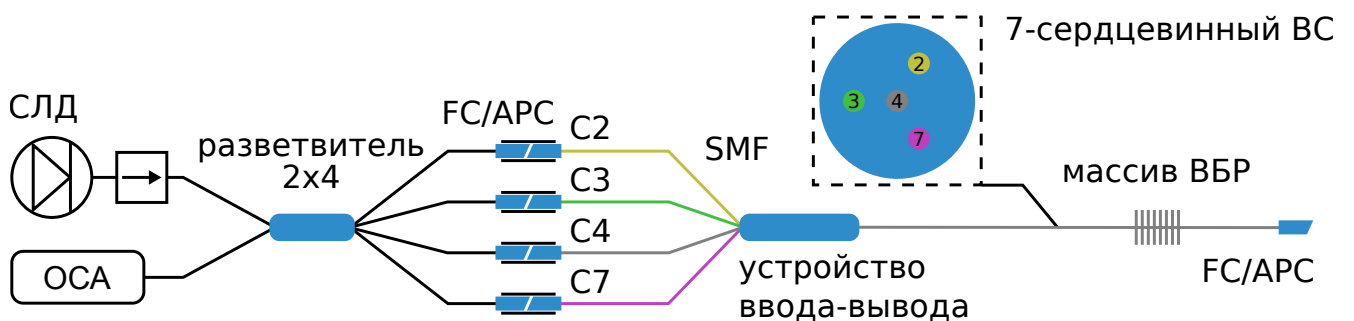 7-сердцевинный ВС
2
3
4
7
СЛД
FC/APC
C2
разветвитель
2x4
SMF
C3
массив ВБР
C4
ОСА
устройство
ввода-вывода
FC/APC
C7